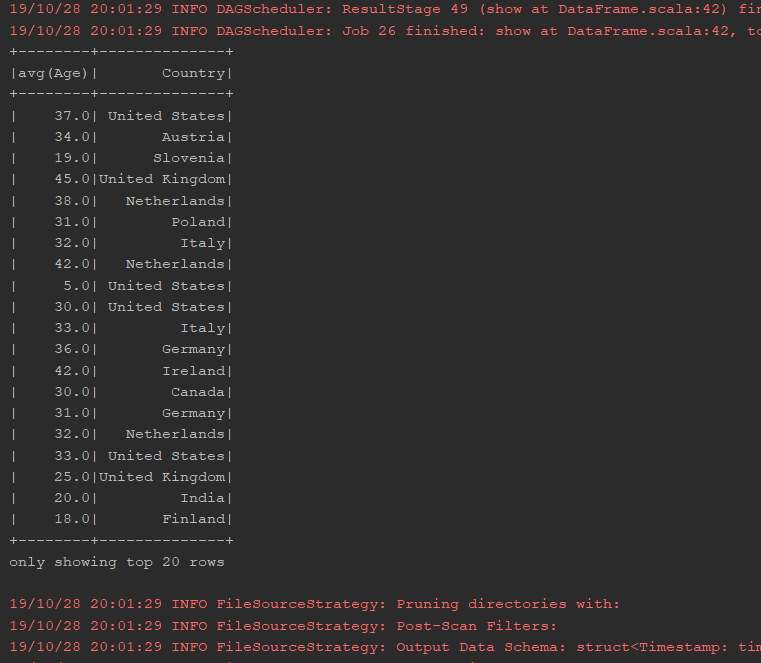 19/10/28 20:01:29 INFO DAGScheduler: ResultStage 49 (show at DataFrame.scala:42) fin
19/10/28 20:01:29 INFO DAGScheduler: Job 26 finished: show at DataFrame.scala:42, to
+--------+--------------+
|avg(Age)|       Country|
+--------+--------------+
|    37.0| United States|
|    34.0|       Austria|
|    19.0|      Slovenia|
|    45.0|United Kingdom|
|    38.0|   Netherlands|
|    31.0|        Poland|
|    32.0|         Italy|
|    42.0|   Netherlands|
|     5.0| United States|
|    30.0| United States|
|    33.0|         Italy|
|    36.0|       Germany|
|    42.0|       Ireland|
|    30.0|        Canada|
|    31.0|       Germany|
|    32.0|   Netherlands|
|    33.0| United States|
|    25.0|United Kingdom|
|    20.0|         India|
|    18.0|       Finland|
+--------+--------------+
only showing top 20 rows
19/10/28 20:01:29 INFO FileSourceStrategy: Pruning directories with:
19/10/28 20:01:29 INFO FileSourceStrategy: Post-Scan Filters:
19/10/28 20:01:29 INFO FileSourceStrategy: Output Data Schema: struct<Timestamp: tim